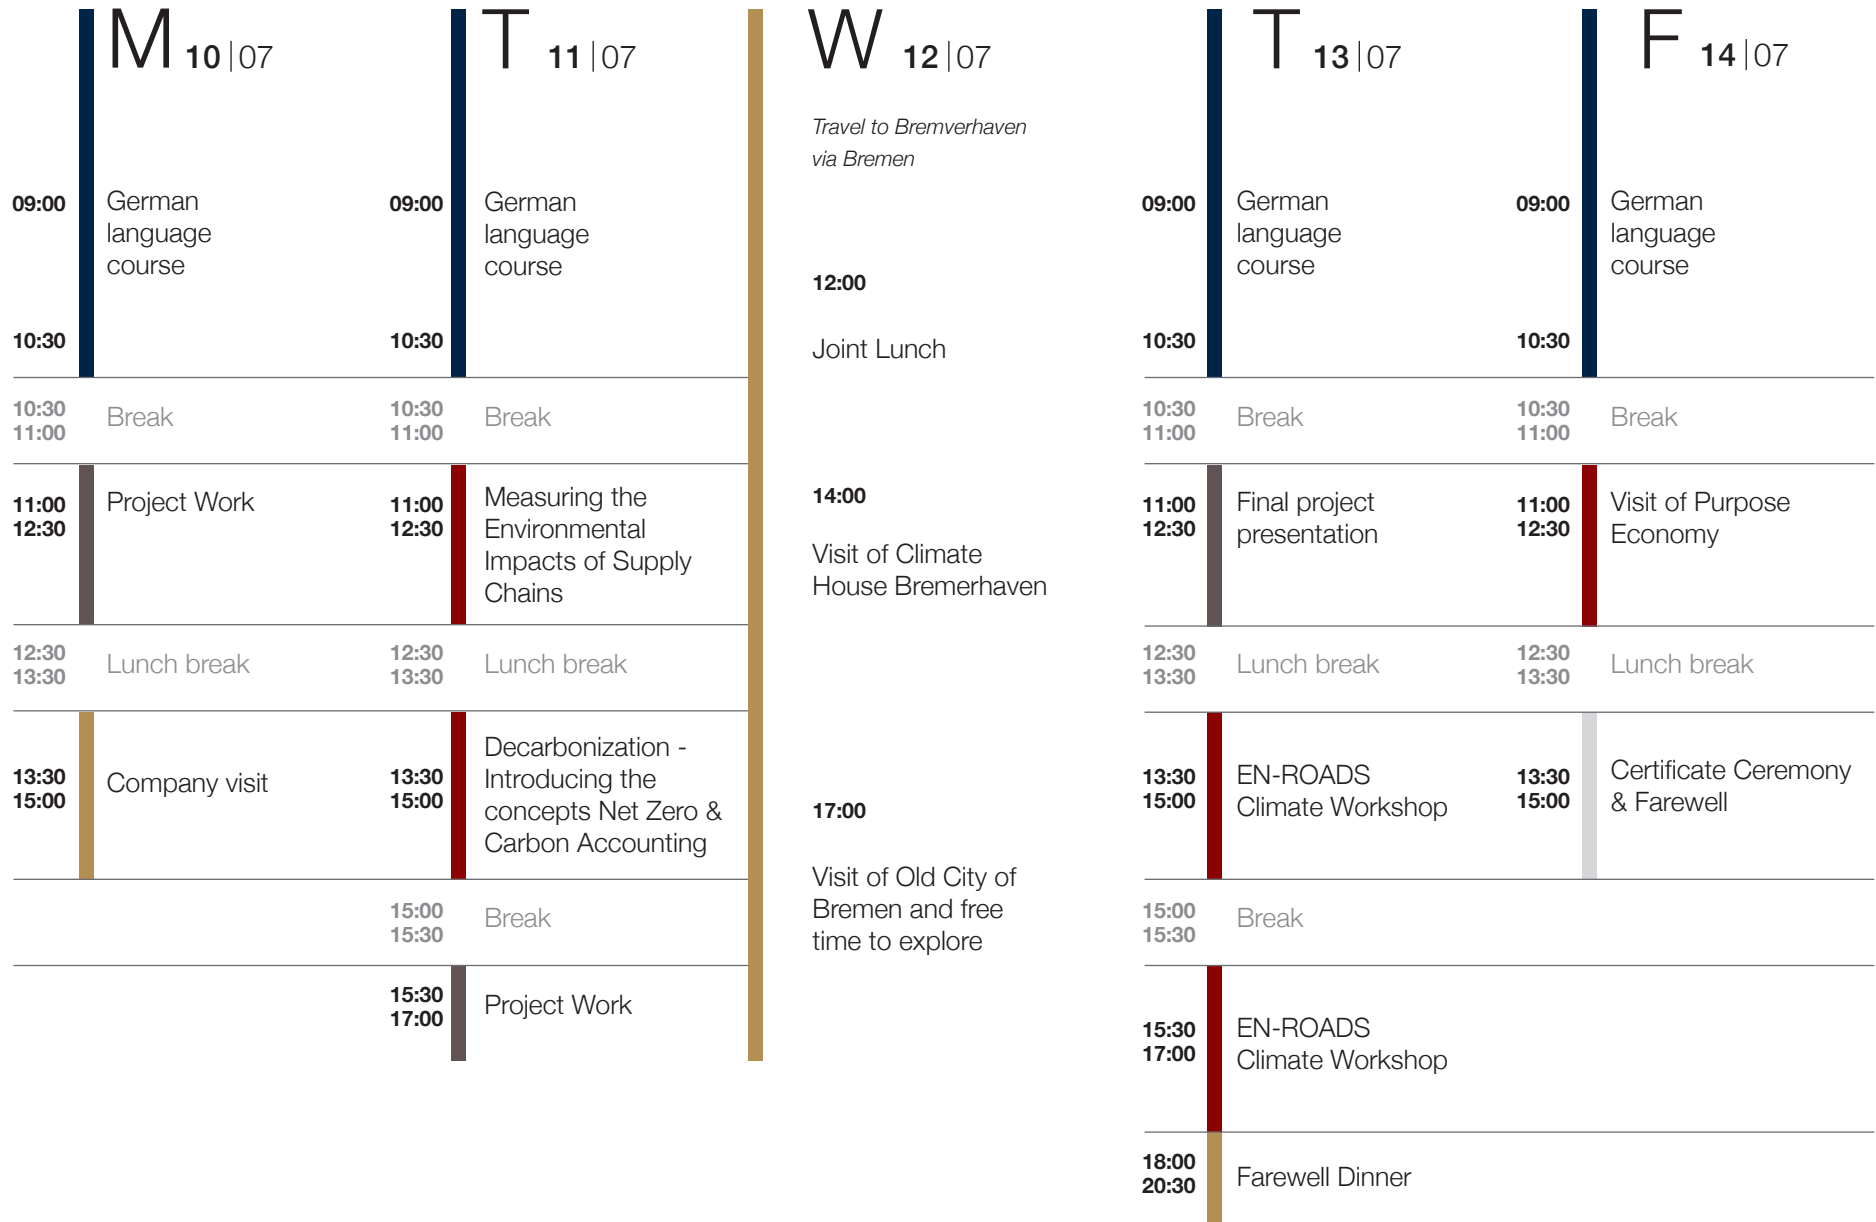 M 10|07
09:00
German
language
course
10:30
10:30
11:00
Break
11:00
12:30
Project Work
12:30
13:30
Lunch break
13:30
15:00
Company visit
T 11|07
09:00
German
language
course
10:30
10:30
11:00
Break
11:00
12:30
Measuring the
Environmental
Impacts of Supply
Chains
12:30
13:30
Lunch break
13:30
15:00
Decarbonization -
Introducing the
concepts Net Zero &
Carbon Accounting
15:00
15:30
Break
15:30
17:00
Project Work
W 12|07
Travel to Bremverhaven
via Bremen
12:00
Joint Lunch
14:00
Visit of Climate
House Bremerhaven
17:00
Visit of Old City of
Bremen and free
time to explore
T 13|07
09:00
German
language
course
10:30
10:30
11:00
Break
11:00
12:30
Final project
presentation
12:30
13:30
Lunch break
13:30
15:00
EN-ROADS
Climate Workshop
15:00
15:30
Break
15:30
17:00
EN-ROADS
Climate Workshop
18:00
20:30
Farewell Dinner
F 14|07
09:00
German
language
course
10:30
10:30
11:00
Break
11:00
12:30
Visit of Purpose
Economy
12:30
13:30
Lunch break
13:30
15:00
Certificate Ceremony
& Farewell